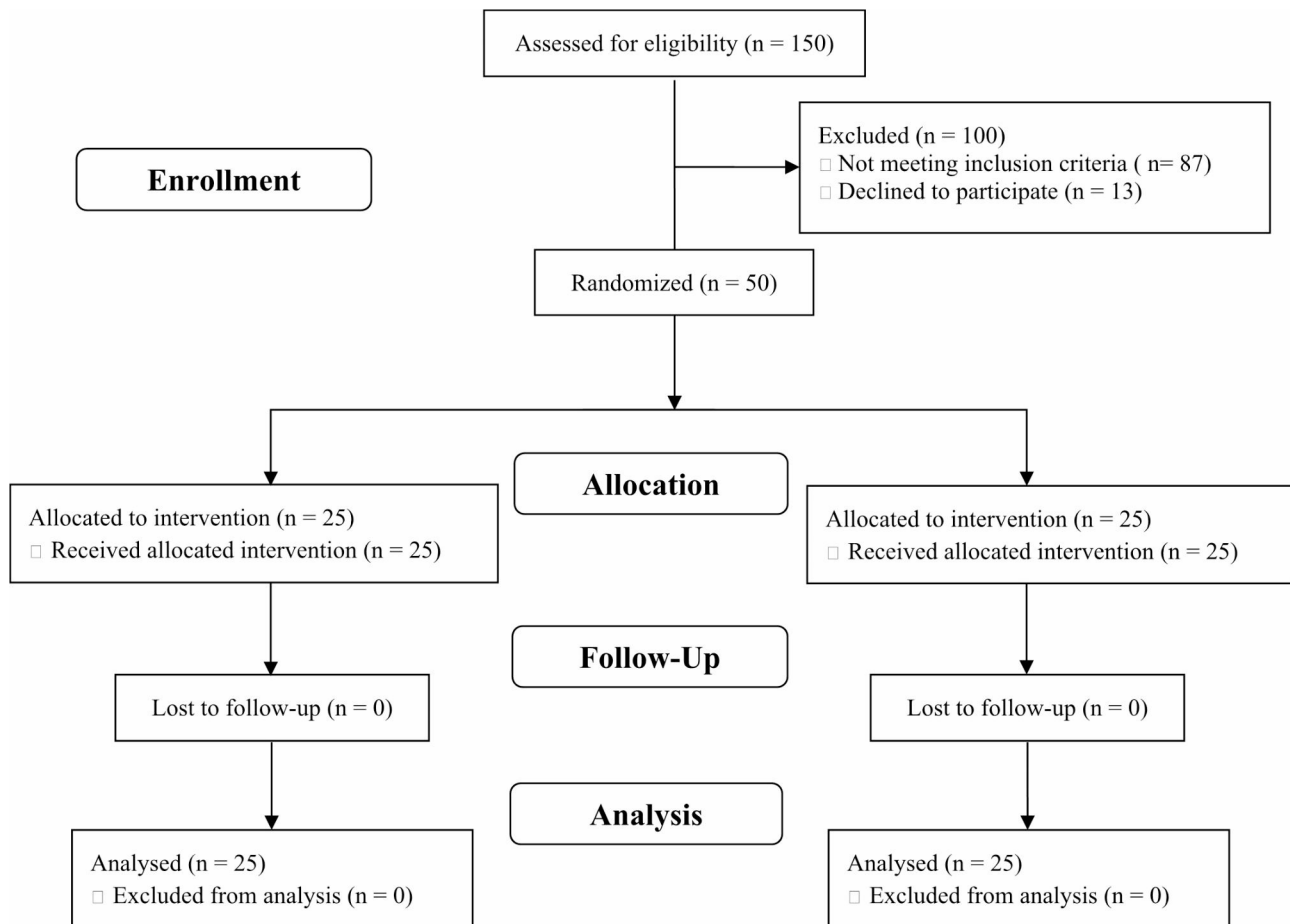 Assessed for eligibility (n = 150)
Excluded (n = 100)
□ Not meeting inclusion criteria ( n= 87)
□ Declined to participate (n = 13)
Enrollment
Randomized (n = 50)
Allocation
Allocated to intervention (n = 25)
□ Received allocated intervention (n = 25)
Allocated to intervention (n = 25)
□ Received allocated intervention (n = 25)
Follow-Up
Lost to follow-up (n = 0)
Lost to follow-up (n = 0)
Analysis
Analysed (n = 25)
□ Excluded from analysis (n = 0)
Analysed (n = 25)
□ Excluded from analysis (n = 0)